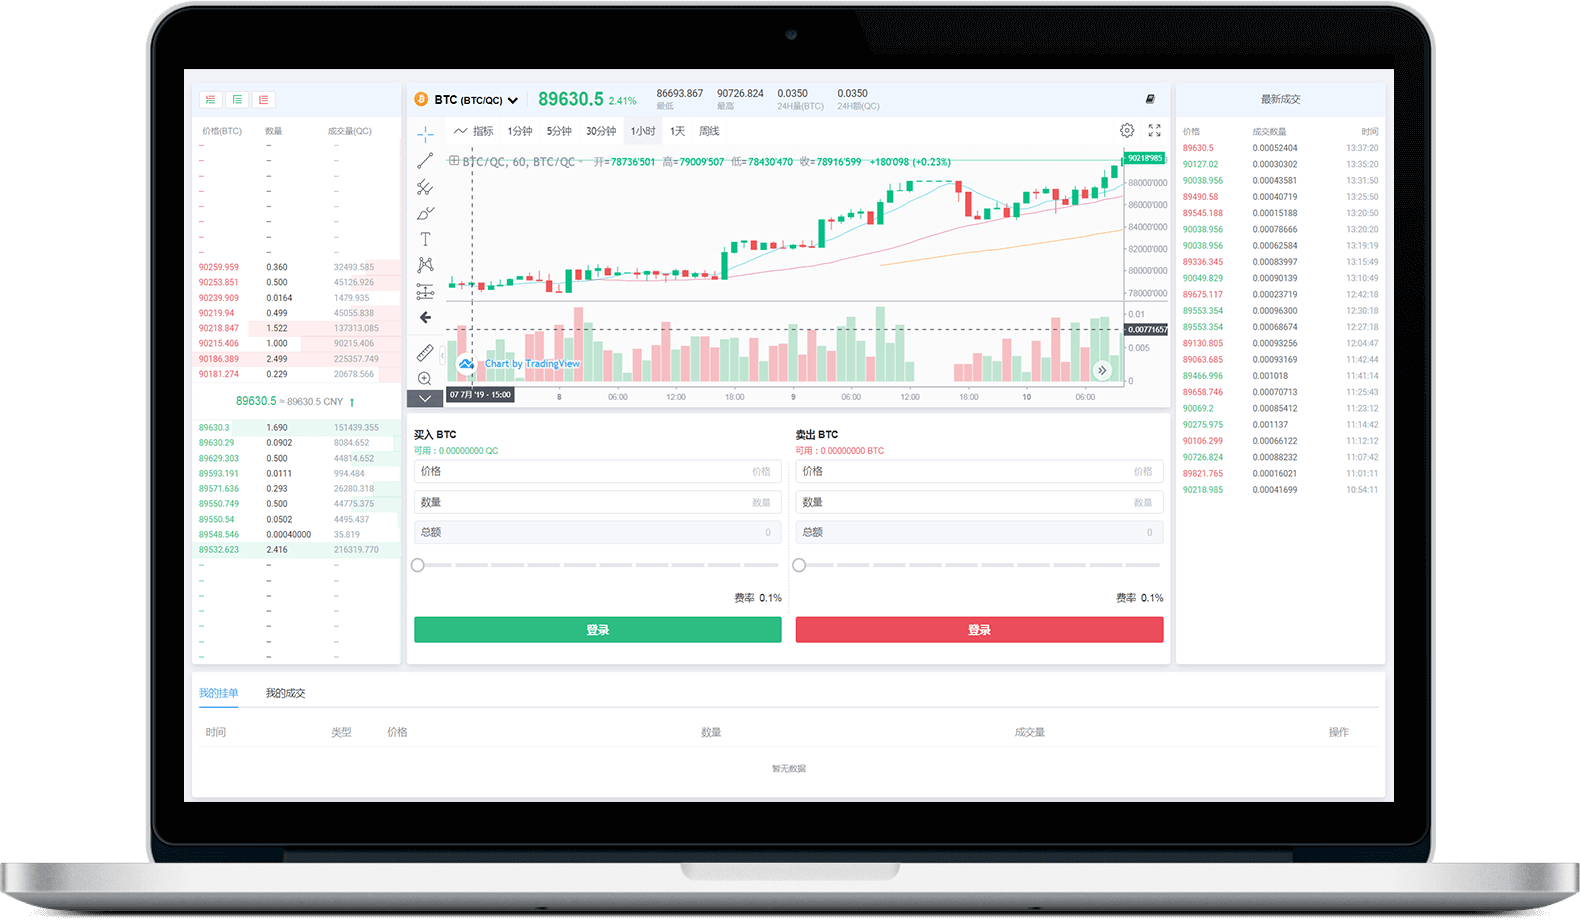 BTC (BTC/QC) 89630.5 2.41% 86693.867 90726.824 0.0350 0.0350
最低 最高 24H量(BTC) 24H额(QC)
价格(BTC) 数量 成交量(QC)
-- -- --
-- -- --
-- -- --
-- -- --
-- -- --
-- -- --
-- -- --
-- -- --
90259.959 0.360 32493.585
90253.851 0.500 45126.926
90239.909 0.0164 1479.935
90219.94 0.499 45055.838
90218.847 1.522 137313.085
90215.406 1.000 90215.406
90186.389 2.499 225357.749
90181.274 0.229 20678.566
89630.5 ≈ 89630.5 CNY ↑
89630.3 1.690 151439.355
89630.29 0.0902 8084.652
89629.303 0.500 44814.652
89593.191 0.0111 994.484
89571.636 0.293 26280.318
89550.749 0.500 44775.375
89550.54 0.0502 4495.437
89548.546 0.00040000 35.819
89532.623 2.416 216319.770
-- -- --
-- -- --
-- -- --
-- -- --
-- -- --
-- -- --
-- -- --
指标 1分钟 5分钟 30分钟 1小时 1天 周线
BTC/QC, 60, BTC/QC 开=78736'501 高=79009'507 低=78430'470 收=78916'599 +180'098 (+0.23%)
90218'985
88000'000
86000'000
84000'000
82000'000
80000'000
78000'000
0.01
0.00771657
0.005
0
Chart by TradingView
07 7月 '19 - 15:00 8 06:00 12:00 18:00 9 06:00 12:00 18:00 10 06:00
买入 BTC
可用：0.00000000 QC
价格 价格
数量 数量
总额 0
费率 0.1%
登录
卖出 BTC
可用：0.00000000 BTC
价格 价格
数量 数量
总额 0
费率 0.1%
登录
最新成交
价格 成交数量 时间
89630.5 0.00052404 13:37:20
90127.02 0.00030302 13:35:20
90038.956 0.00043581 13:31:50
89490.58 0.00040719 13:25:50
89545.188 0.00015188 13:20:50
90038.956 0.00078666 13:20:20
90038.956 0.00062584 13:19:19
89336.345 0.00083997 13:15:49
90049.829 0.00090139 13:10:49
89675.117 0.00023719 12:42:18
89553.354 0.00096300 12:30:18
89553.354 0.00068674 12:27:18
89130.805 0.00093256 12:04:47
89063.685 0.00093169 11:42:44
89466.996 0.001018 11:41:14
89658.746 0.00070713 11:25:43
90069.2 0.00085412 11:23:12
90275.975 0.001137 11:14:42
90106.299 0.00066122 11:12:12
90726.824 0.00088232 11:07:42
89821.765 0.00016021 11:01:11
90218.985 0.00041699 10:54:11
我的挂单 我的成交
时间 类型 价格 数量 成交量 操作
暂无数据